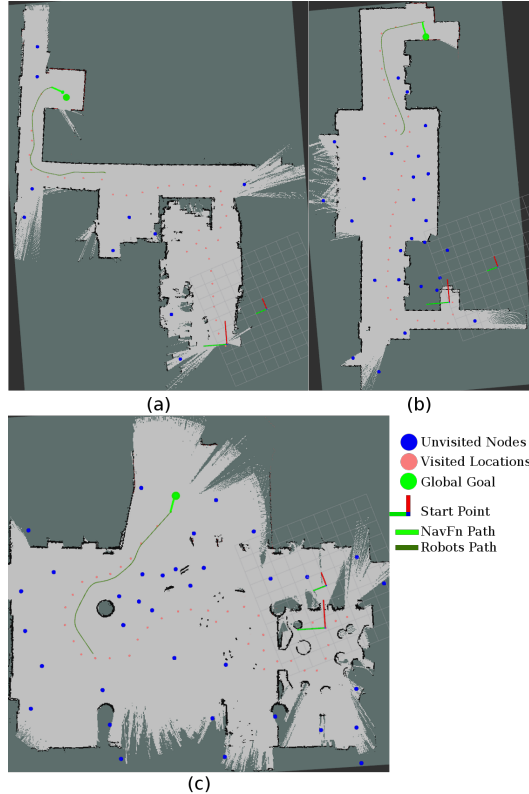 (a)
(b)
Unvisited Nodes
Visited Locations
Global Goal
Start Point
NavFn Path
Robots Path
(c)